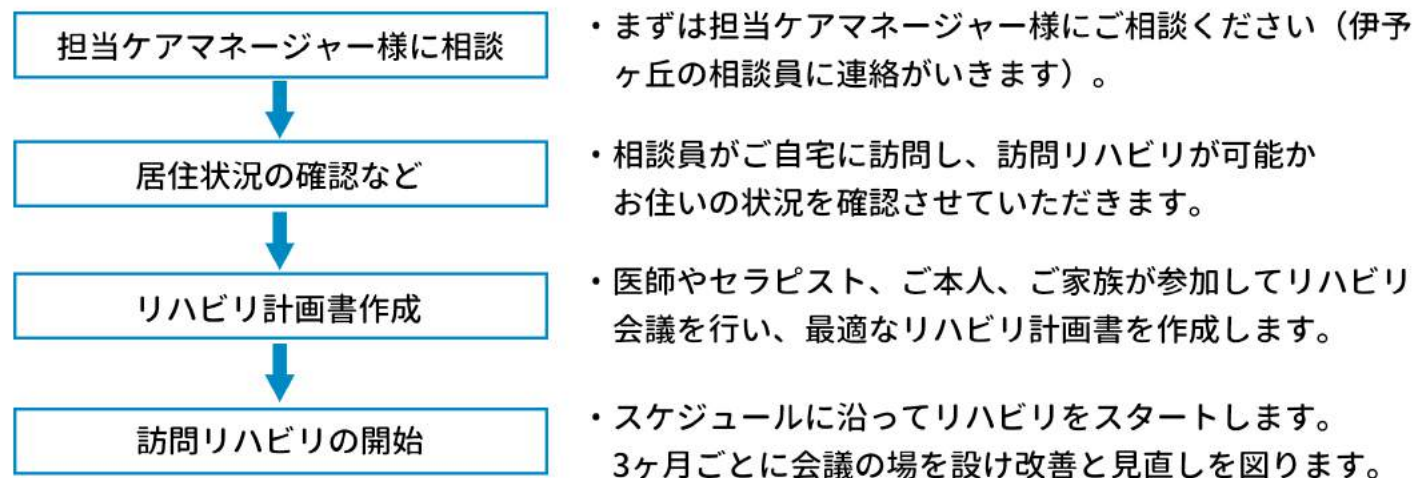 担当ケアマネージャー様に相談
・まずは担当ケアマネージャー様にご相談ください（伊予
ヶ丘の相談員に連絡がいきます）。
居住状況の確認など
・相談員がご自宅に訪問し、訪問リハビリが可能か
お住いの状況を確認させていただきます。
リハビリ計画書作成
・医師やセラピスト、ご本人、ご家族が参加してリハビリ
会議を行い、最適なリハビリ計画書を作成します。
訪問リハビリの開始
・スケジュールに沿ってリハビリをスタートします。
3ヶ月ごとに会議の場を設け改善と見直しを図ります。